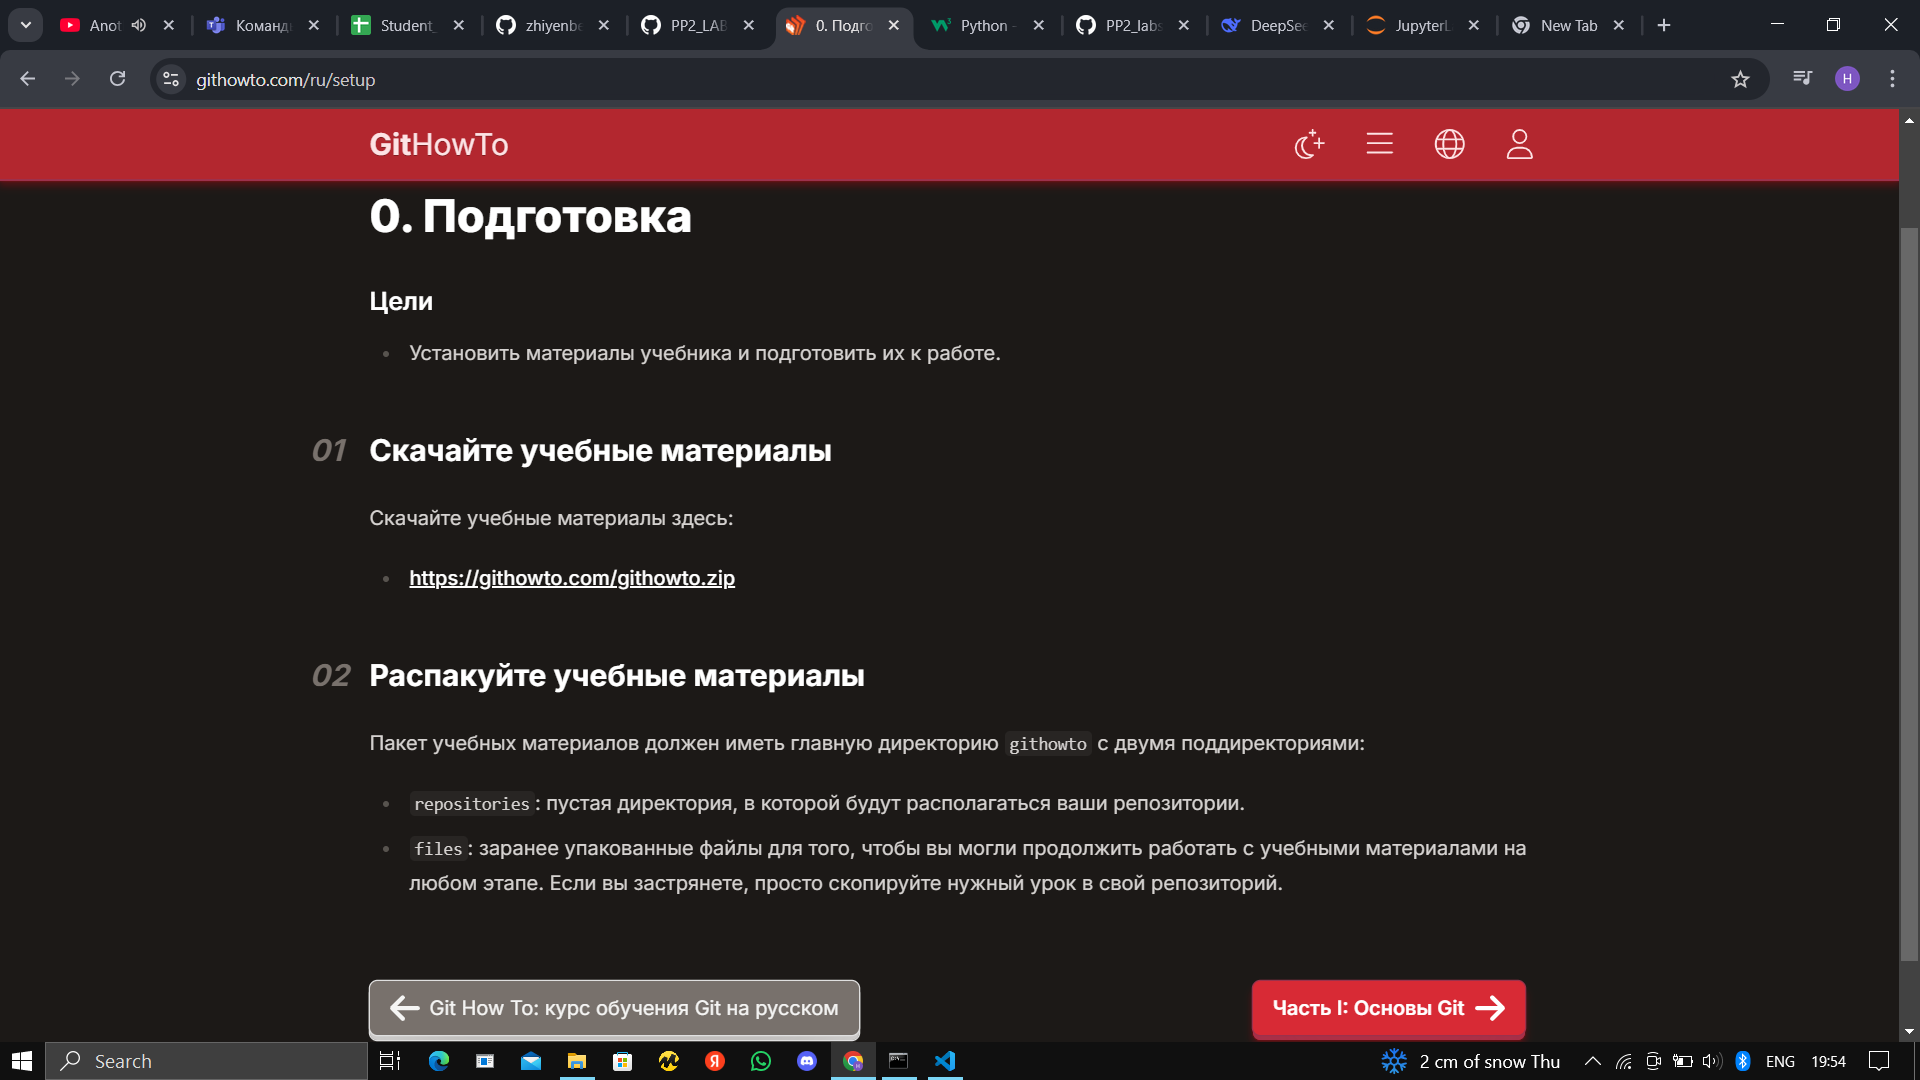 Anot
Команд
Student_
zhiyenbe
PP2_LAB
0. Подго
Python -
PP2_labs
DeepSee
JupyterL
New Tab
githowto.com/ru/setup
H
GitHowTo
0. Подготовка
Цели
Установить материалы учебника и подготовить их к работе.
01 Скачайте учебные материалы
Скачайте учебные материалы здесь:
https://githowto.com/githowto.zip
02 Распакуйте учебные материалы
Пакет учебных материалов должен иметь главную директорию githowto с двумя поддиректориями:
repositories: пустая директория, в которой будут располагаться ваши репозитории.
files: заранее упакованные файлы для того, чтобы вы могли продолжить работать с учебными материалами на
любом этапе. Если вы застрянете, просто скопируйте нужный урок в свой репозиторий.
Git How To: курс обучения Git на русском
Часть I: Основы Git
Search
2 cm of snow Thu
ENG
19:54